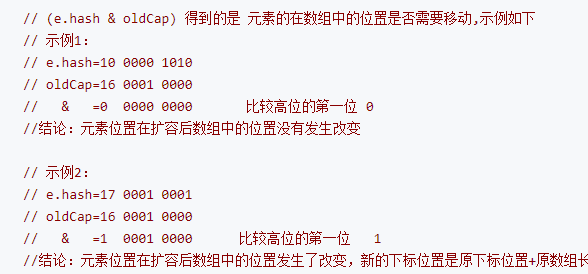 // (e.hash & oldCap) 得到的是 元素的在数组中的位置是否需要移动,示例如下
// 示例1：
// e.hash=10 0000 1010
// oldCap=16 0001 0000
// & =0 0000 0000 比较高位的第一位 0
//结论：元素位置在扩容后数组中的位置没有发生改变
// 示例2：
// e.hash=17 0001 0001
// oldCap=16 0001 0000
// & =1 0001 0000 比较高位的第一位 1
//结论：元素位置在扩容后数组中的位置发生了改变，新的下标位置是原下标位置+原数组长